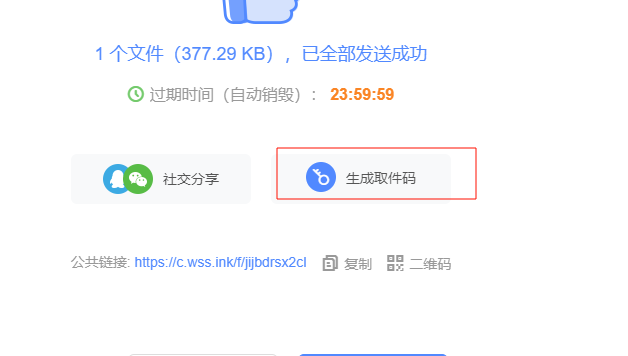 1 个文件（377.29 KB），已全部发送成功
过期时间（自动销毁）： 23:59:59
社交分享 生成取件码
公共链接: https://c.wss.ink/f/jijbdrsx2cl 复制 二维码